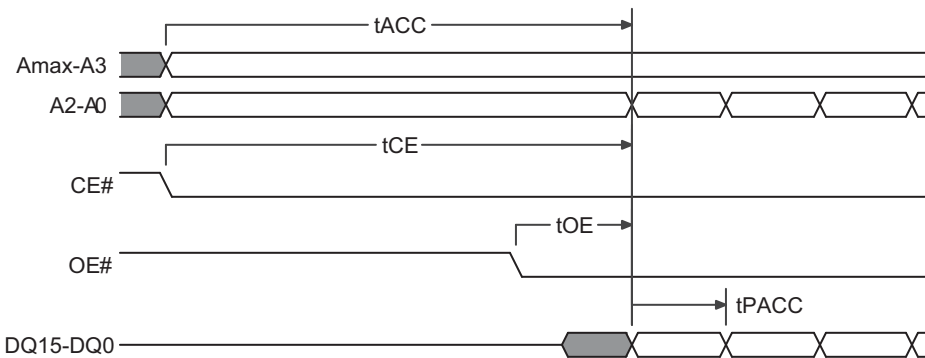 tACC
Amax-A3
A2-A0
tCE
CE#
tOE
OE#
tPACC
DQ15-DQ0